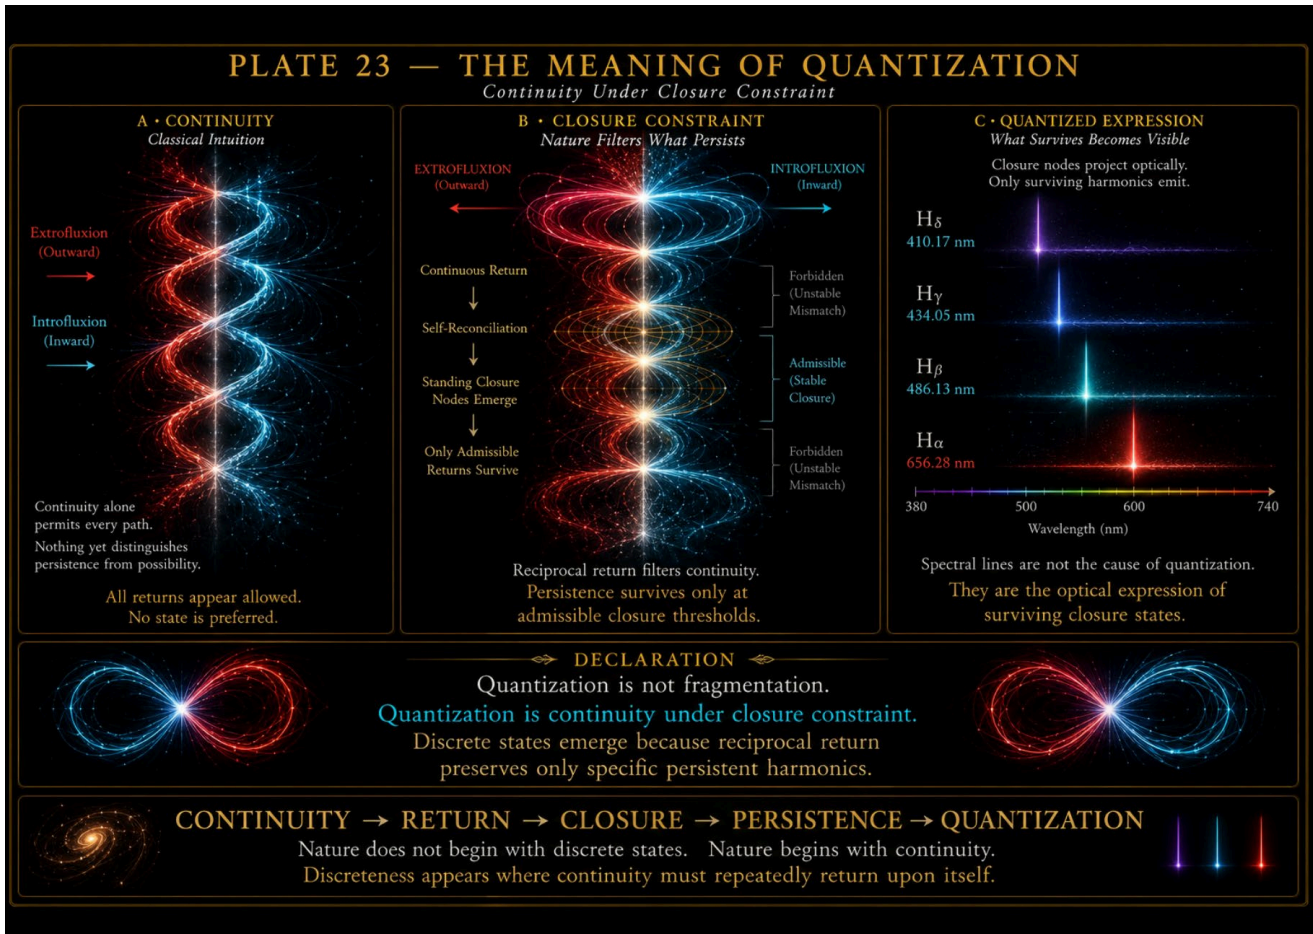 PLATE 23 — THE MEANING OF QUANTIZATION
Continuity Under Closure Constraint
A • CONTINUITY
Classical Intuition
Extrofluxion
(Outward)
Introfluxion
(Inward)
Continuity alone
permits every path.
Nothing yet distinguishes
persistence from possibility.
All returns appear allowed.
No state is preferred.
B • CLOSURE CONSTRAINT
Nature Filters What Persists
EXTROFLUXION
(Outward)
INTROFLUXION
(Inward)
Continuous Return
Self-Reconciliation
Standing Closure
Nodes Emerge
Only Admissible
Returns Survive
Forbidden
(Unstable
Mismatch)
Admissible
(Stable
Closure)
Forbidden
(Unstable
Mismatch)
Reciprocal return filters continuity.
Persistence survives only at
admissible closure thresholds.
C • QUANTIZED EXPRESSION
What Survives Becomes Visible
Closure nodes project optically.
Only surviving harmonics emit.
Hδ
410.17 nm
Hγ
434.05 nm
Hβ
486.13 nm
Hα
656.28 nm
380 500 600 740
Wavelength (nm)
Spectral lines are not the cause of quantization.
They are the optical expression of
surviving closure states.
DECLARATION
Quantization is not fragmentation.
Quantization is continuity under closure constraint.
Discrete states emerge because reciprocal return
preserves only specific persistent harmonics.
CONTINUITY → RETURN → CLOSURE → PERSISTENCE → QUANTIZATION
Nature does not begin with discrete states. Nature begins with continuity.
Discreteness appears where continuity must repeatedly return upon itself.